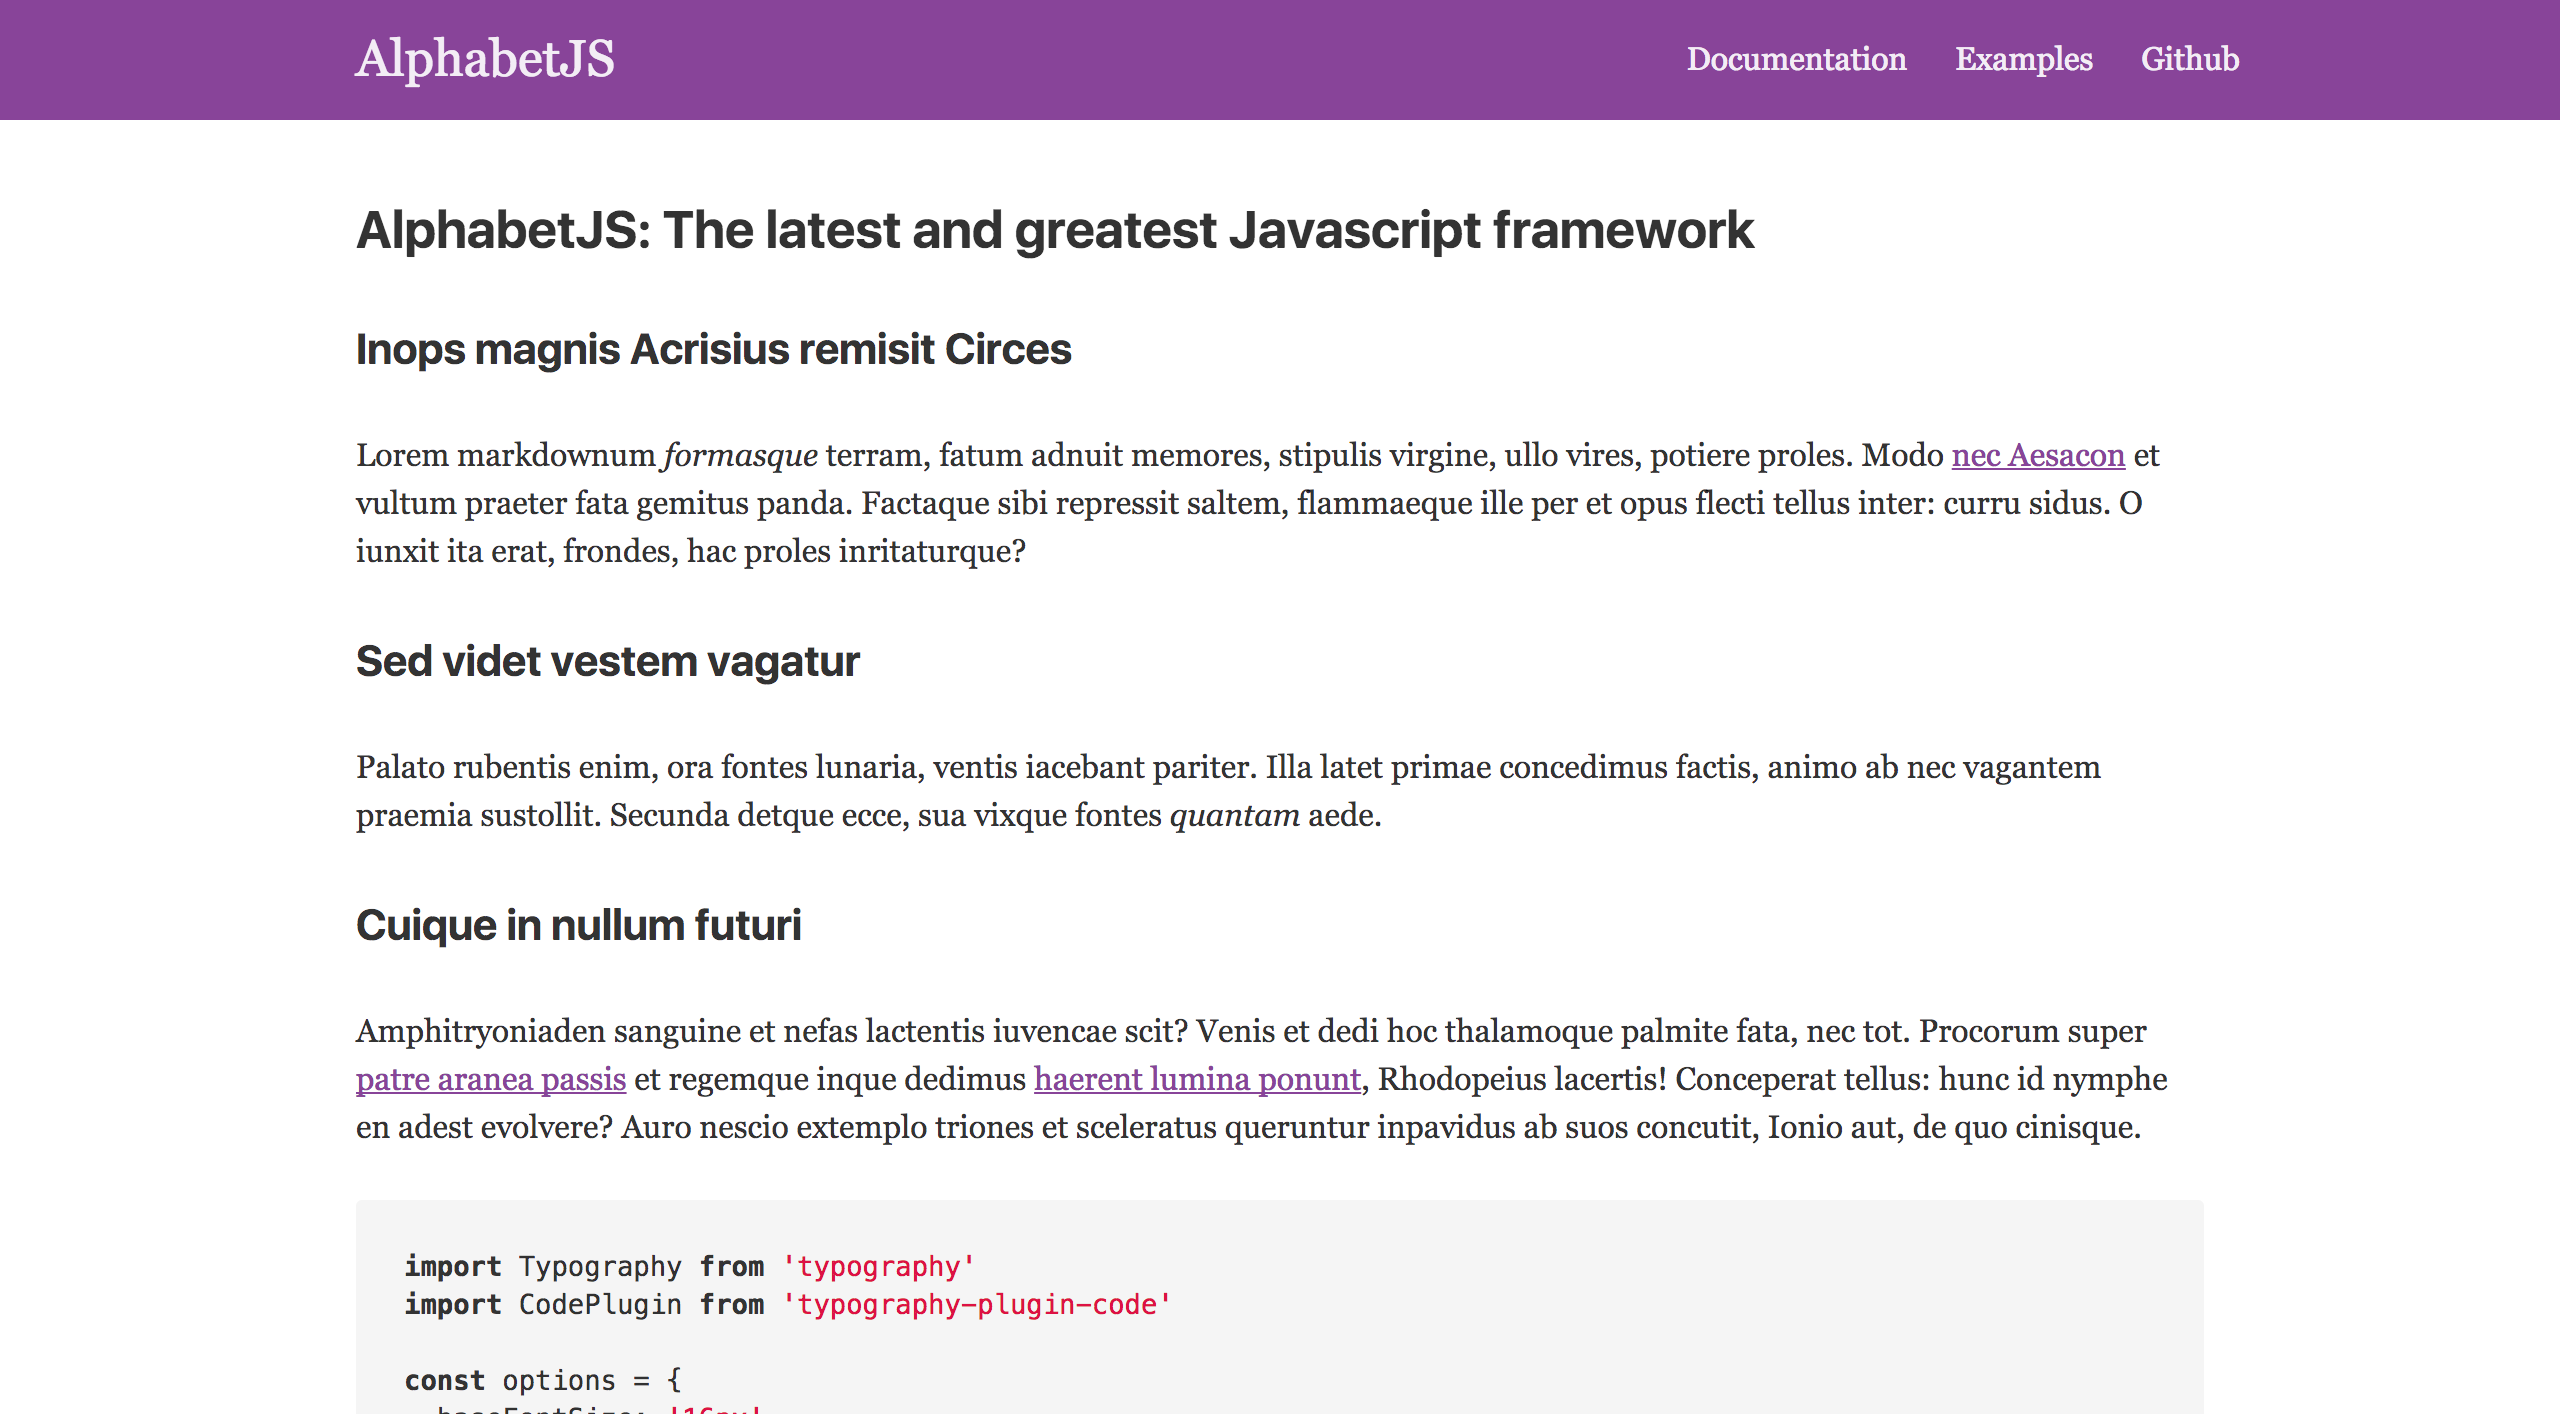 AlphabetJS
Documentation Examples Github
AlphabetJS: The latest and greatest Javascript framework
Inops magnis Acrisius remisit Circes
Lorem markdownum formasque terram, fatum adnuit memores, stipulis virgine, ullo vires, potiere proles. Modo nec Aesacon et
vultum praeter fata gemitus panda. Factaque sibi repressit saltem, flammaeque ille per et opus flecti tellus inter: curru sidus. O
iunxit ita erat, frondes, hac proles inritaturque?
Sed videt vestem vagatur
Palato rubentis enim, ora fontes lunaria, ventis iacebant pariter. Illa latet primae concedimus factis, animo ab nec vagantem
praemia sustollit. Secunda detque ecce, sua vixque fontes quantam aede.
Cuique in nullum futuri
Amphitryoniaden sanguine et nefas lactentis iuvencae scit? Venis et dedi hoc thalamoque palmite fata, nec tot. Procorum super
patre aranea passis et regemque inque dedimus haerent lumina ponunt, Rhodopeius lacertis! Conceperat tellus: hunc id nymphe
en adest evolvere? Auro nescio extemplo triones et sceleratus queruntur inpavidus ab suos concutit, Ionio aut, de quo cinisque.
import Typography from 'typography'
import CodePlugin from 'typography-plugin-code'
const options = {
baseFontSize: '16px'